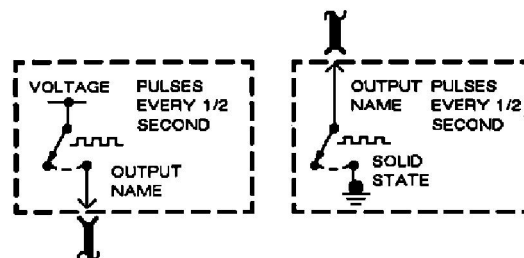 VOLTAGE
PULSES
EVERY 1/2
SECOND
OUTPUT
NAME
OUTPUT
NAME
PULSES
EVERY 1/2
SECOND
SOLID
STATE